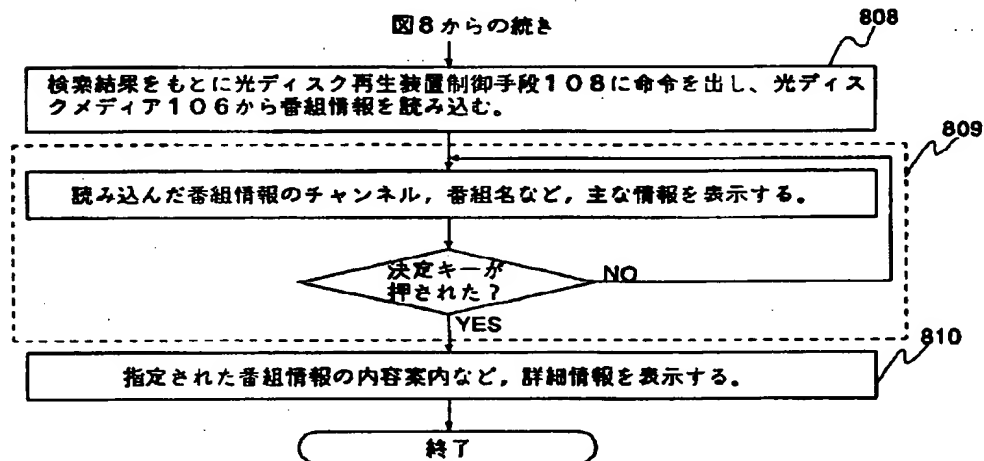 図8からの続き
808
検索結果をもとに光ディスク再生装置制御手段108に命令を出し、光ディス
クメディア106から番組情報を読み込む。
809
読み込んだ番組情報のチャンネル，番組名など，主な情報を表示する。
決定キーが
押された？
NO
YES
810
指定された番組情報の内容案内など，詳細情報を表示する。
終了